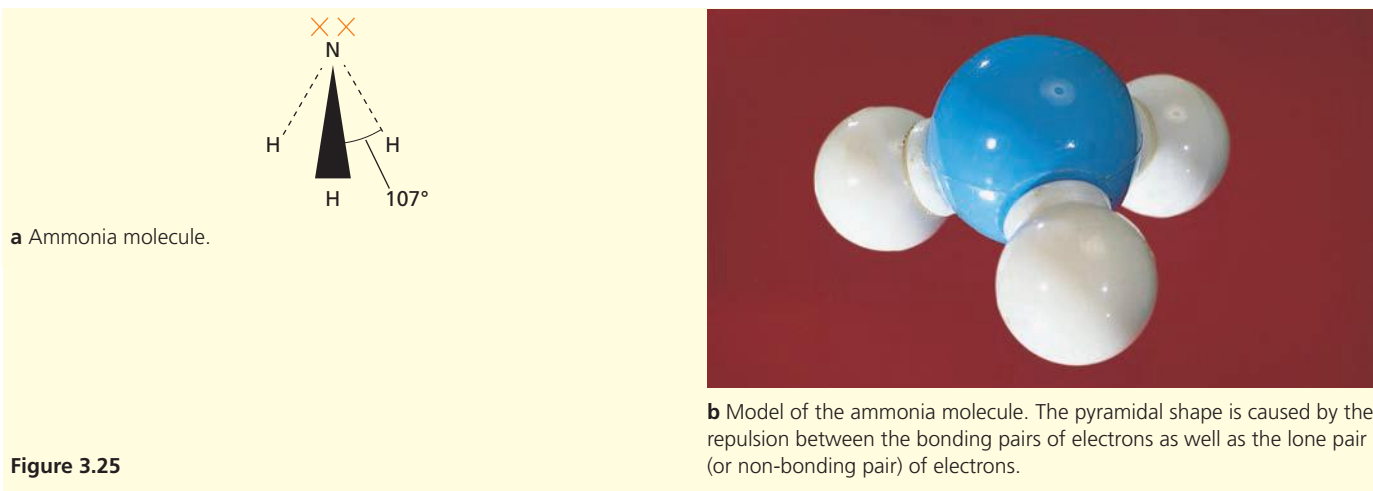 N
H
H
H
107°
a Ammonia molecule.
Figure 3.25
b Model of the ammonia molecule. The pyramidal shape is caused by the
repulsion between the bonding pairs of electrons as well as the lone pair
(or non-bonding pair) of electrons.